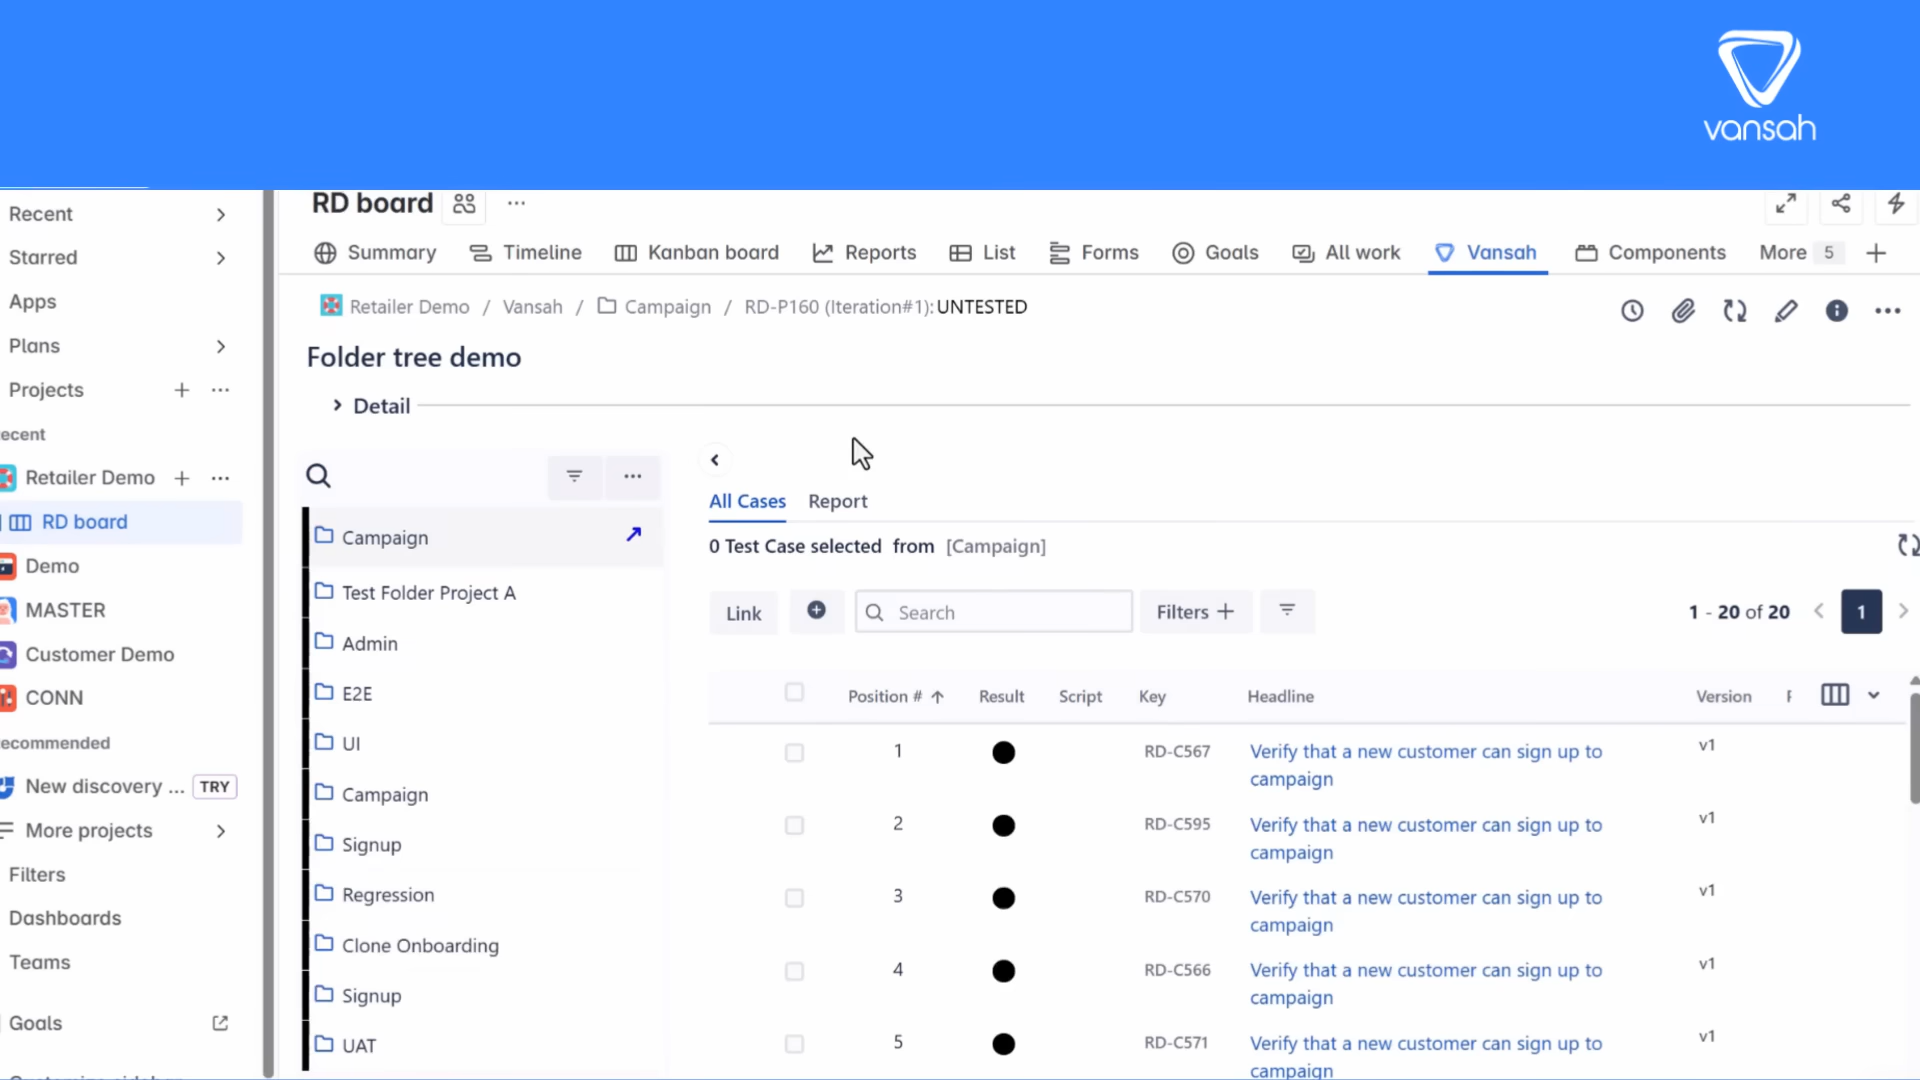 vansah
RD board
Summary Timeline Kanban board Reports List Forms Goals All work Vansah Components More 5
Retailer Demo / Vansah / Campaign / RD-P160 (Iteration#1): UNTESTED
Folder tree demo
Detail
Recent
Starred
Apps
Plans
Projects
ecent
Retailer Demo
RD board
Demo
MASTER
Customer Demo
CONN
ecommended
New discovery ... TRY
More projects
Filters
Dashboards
Teams
Goals
Campaign
Test Folder Project A
Admin
E2E
UI
Campaign
Signup
Regression
Clone Onboarding
Signup
UAT
All Cases Report
0 Test Case selected from [Campaign]
Link Search Filters 1 - 20 of 20 1
Position # Result Script Key Headline Version
1 RD-C567 Verify that a new customer can sign up to v1
campaign
2 RD-C595 Verify that a new customer can sign up to v1
campaign
3 RD-C570 Verify that a new customer can sign up to v1
campaign
4 RD-C566 Verify that a new customer can sign up to v1
campaign
5 RD-C571 Verify that a new customer can sign up to v1
campaign